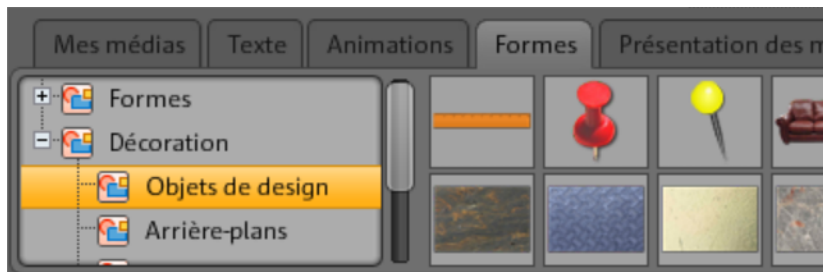 Mes médias Texte Animations Formes Présentation des
Formes
Décoration
Objets de design
Arrière-plans